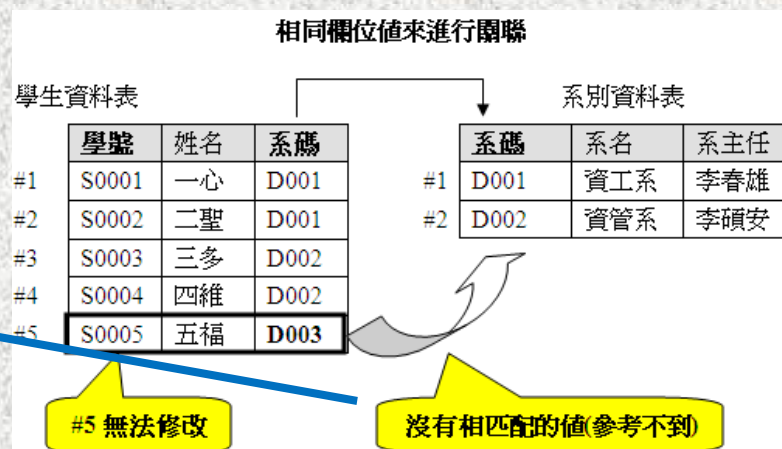 相同欄位值來進行關聯
學生資料表
學號 姓名 系碼
#1 S0001 一心 D001
#2 S0002 二聖 D001
#3 S0003 三多 D002
#4 S0004 四維 D002
#5 S0005 五福 D003
系別資料表
系碼 系名 系主任
#1 D001 資工系 李春雄
#2 D002 資管系 李碩安
#5 無法修改
沒有相匹配的值(參考不到)